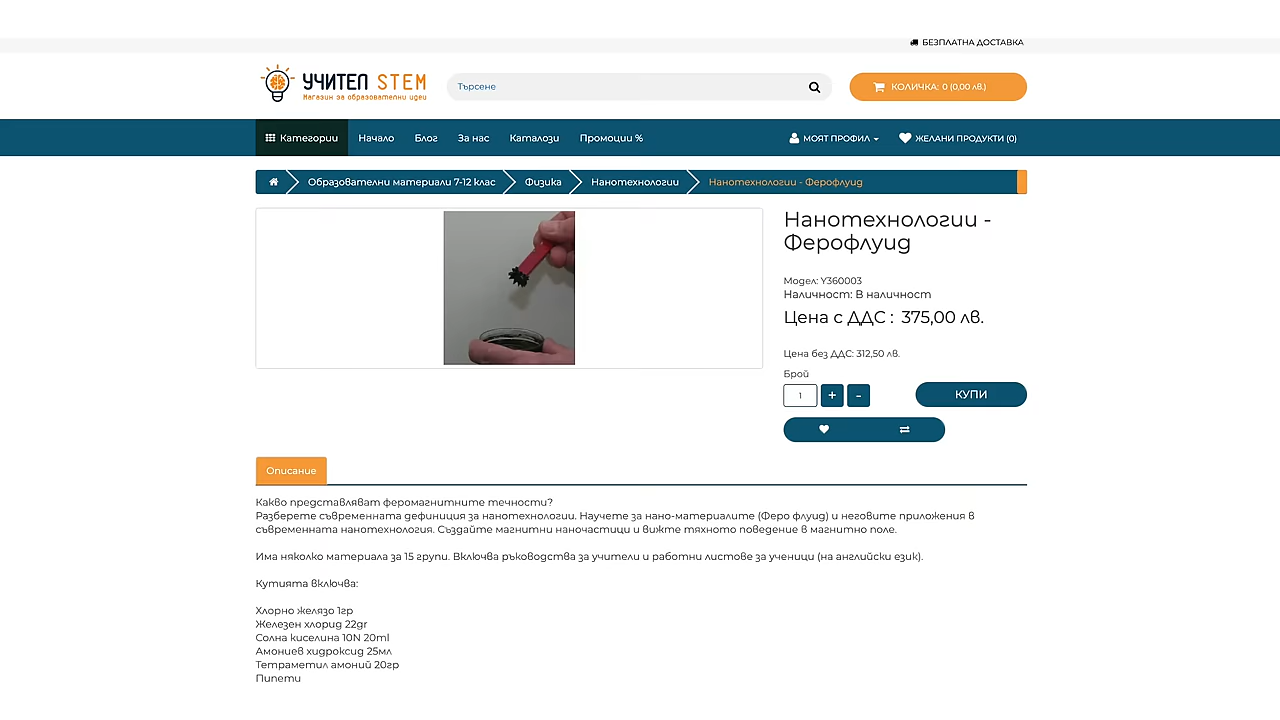 БЕЗПЛАТНА ДОСТАВКА
УЧИТЕЛ STEM
Магазин за образователни идеи
Търсене
КОЛИЧКА: 0 (0,00 лв.)
Категории
Начало
Блог
За нас
Каталози
Промоции %
МОЯТ ПРОФИЛ
ЖЕЛАНИ ПРОДУКТИ (0)
Образователни материали 7-12 клас
Физика
Нанотехнологии
Нанотехнологии - Ферофлуид
Нанотехнологии -
Ферофлуид
Модел: Y360003
Наличност: В наличност
Цена с ДДС : 375,00 лв.
Цена без ДДС: 312,50 лв.
Брой
1
+
-
КУПИ
Описание
Какво представляват феромагнитните течности?
Разберете съвременната дефиниция за нанотехнологии. Научете за нано-материалите (Феро флуид) и неговите приложения в
съвременната нанотехнология. Създайте магнитни наночастици и вижте тяхното поведение в магнитно поле.
Има няколко материала за 15 групи. Включва ръководства за учители и работни листове за ученици (на английски език).
Кутията включва:
Хлорно желязо 1гр
Железен хлорид 22gr
Солна киселина 10N 20ml
Амониев хидроксид 25мл
Тетраметил амоний 20гр
Пипети